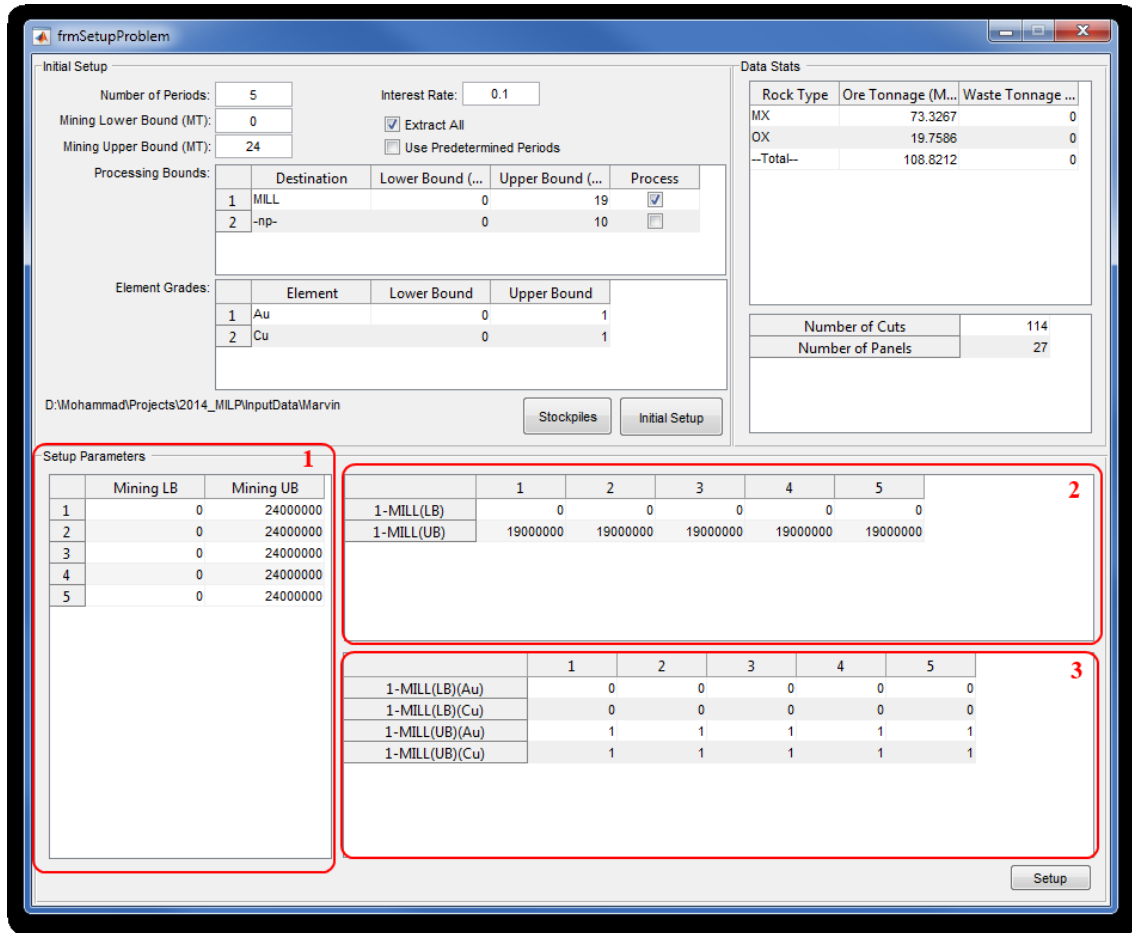 frmSetupProblem
Initial Setup
Number of Periods: 5
Interest Rate: 0.1
Mining Lower Bound (MT): 0
Extract All
Mining Upper Bound (MT): 24
Use Predetermined Periods
Processing Bounds:
Destination Lower Bound (... Upper Bound (... Process
1 MILL 0 19
2 -np- 0 10
Element Grades:
Element Lower Bound Upper Bound
1 Au 0 1
2 Cu 0 1
D:\Mohammad\Projects\2014_MILP\InputData\Marvin
Stockpiles
Initial Setup
Data Stats
Rock Type Ore Tonnage (M... Waste Tonnage ...
MX 73.3267 0
OX 19.7586 0
--Total-- 108.8212 0
Number of Cuts 114
Number of Panels 27
Setup Parameters
1
Mining LB Mining UB
1 0 24000000
2 0 24000000
3 0 24000000
4 0 24000000
5 0 24000000
2
1 2 3 4 5
1-MILL(LB) 0 0 0 0 0
1-MILL(UB) 19000000 19000000 19000000 19000000 19000000
3
1 2 3 4 5
1-MILL(LB)(Au) 0 0 0 0 0
1-MILL(LB)(Cu) 0 0 0 0 0
1-MILL(UB)(Au) 1 1 1 1 1
1-MILL(UB)(Cu) 1 1 1 1 1
Setup